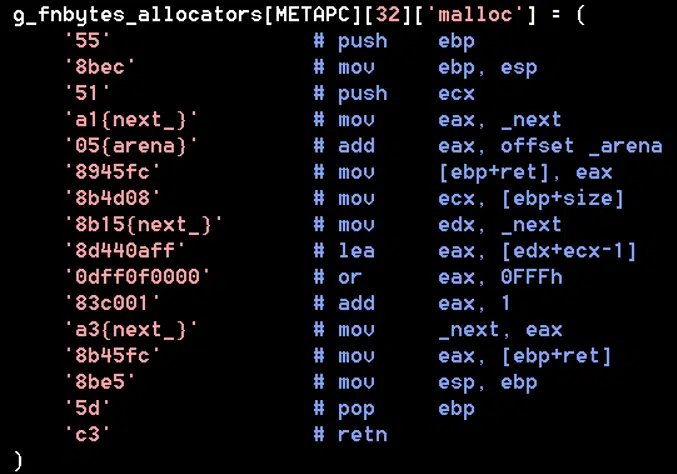 g_fnbytes_allocators[METAPC][32]['malloc'] = (
    '55'                # push    ebp
    '8bec'              # mov     ebp, esp
    '51'                # push    ecx
    'a1{next_}'         # mov     eax, _next
    '05{arena}'         # add     eax, offset _arena
    '8945fc'            # mov     [ebp+ret], eax
    '8b4d08'            # mov     ecx, [ebp+size]
    '8b15{next_}'       # mov     edx, _next
    '8d440aff'          # lea     eax, [edx+ecx-1]
    '0dff0f0000'        # or      eax, 0FFFh
    '83c001'            # add     eax, 1
    'a3{next_}'         # mov     _next, eax
    '8b45fc'            # mov     eax, [ebp+ret]
    '8be5'              # mov     esp, ebp
    '5d'                # pop     ebp
    'c3'                # retn
)